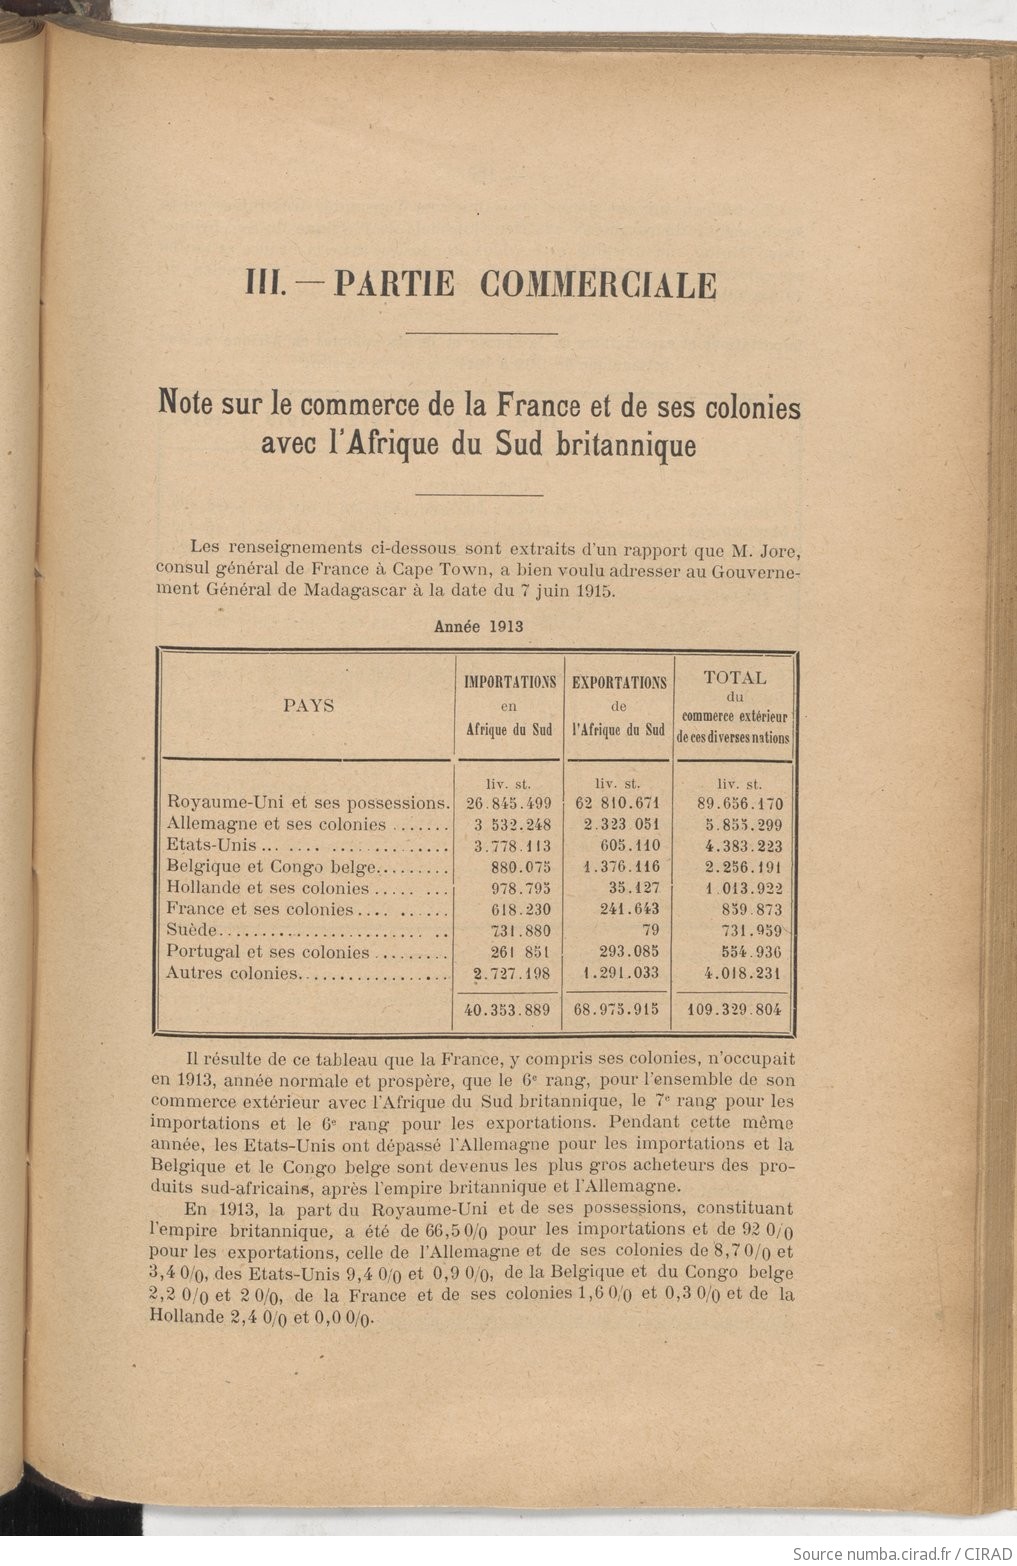 III. — PARTIE COMMERCIALE
Note sur le commerce de la France et de ses colonies
avec l'Afrique du Sud britannique
Les renseignements ci-dessous sont extraits d'un rapport que M. Jore,
consul général de France à Cape Town, a bien voulu adresser au Gouverne-
ment Général de Madagascar à la date du 7 juin 1915.
Année 1913
PAYS | IMPORTATIONS en Afrique du Sud | EXPORTATIONS de l'Afrique du Sud | TOTAL du commerce extérieur de ces diverses nations
liv. st. | liv. st. | liv. st.
Royaume-Uni et ses possessions. | 26.845.499 | 62 810.671 | 89.656.170
Allemagne et ses colonies ....... | 3 532.248 | 2.323 051 | 5.855.299
Etats-Unis ... .... .............. | 3.778.113 | 605.110 | 4.383.223
Belgique et Congo belge......... | 880.075 | 1.376.116 | 2.256.191
Hollande et ses colonies ..... ... | 978.795 | 35.127 | 1 013.922
France et ses colonies.... ...... | 618.230 | 241.643 | 859.873
Suède........................ .. | 731.880 | 79 | 731.959
Portugal et ses colonies ......... | 261 851 | 293.085 | 554.936
Autres colonies.................. | 2.727.198 | 1.291.033 | 4.018.231
40.353.889 | 68.975.915 | 109.329.804
Il résulte de ce tableau que la France, y compris ses colonies, n'occupait
en 1913, année normale et prospère, que le 6e rang, pour l'ensemble de son
commerce extérieur avec l'Afrique du Sud britannique, le 7e rang pour les
importations et le 6e rang pour les exportations. Pendant cette même
année, les Etats-Unis ont dépassé l'Allemagne pour les importations et la
Belgique et le Congo belge sont devenus les plus gros acheteurs des pro-
duits sud-africains, après l'empire britannique et l'Allemagne.
En 1913, la part du Royaume-Uni et de ses possessions, constituant
l'empire britannique, a été de 66,5 0/0 pour les importations et de 92 0/0
pour les exportations, celle de l'Allemagne et de ses colonies de 8,7 0/0 et
3,4 0/0, des Etats-Unis 9,4 0/0 et 0,9 0/0, de la Belgique et du Congo belge
2,2 0/0 et 2 0/0, de la France et de ses colonies 1,6 0/0 et 0,3 0/0 et de la
Hollande 2,4 0/0 et 0,0 0/0.
Source numba.cirad.fr / CIRAD